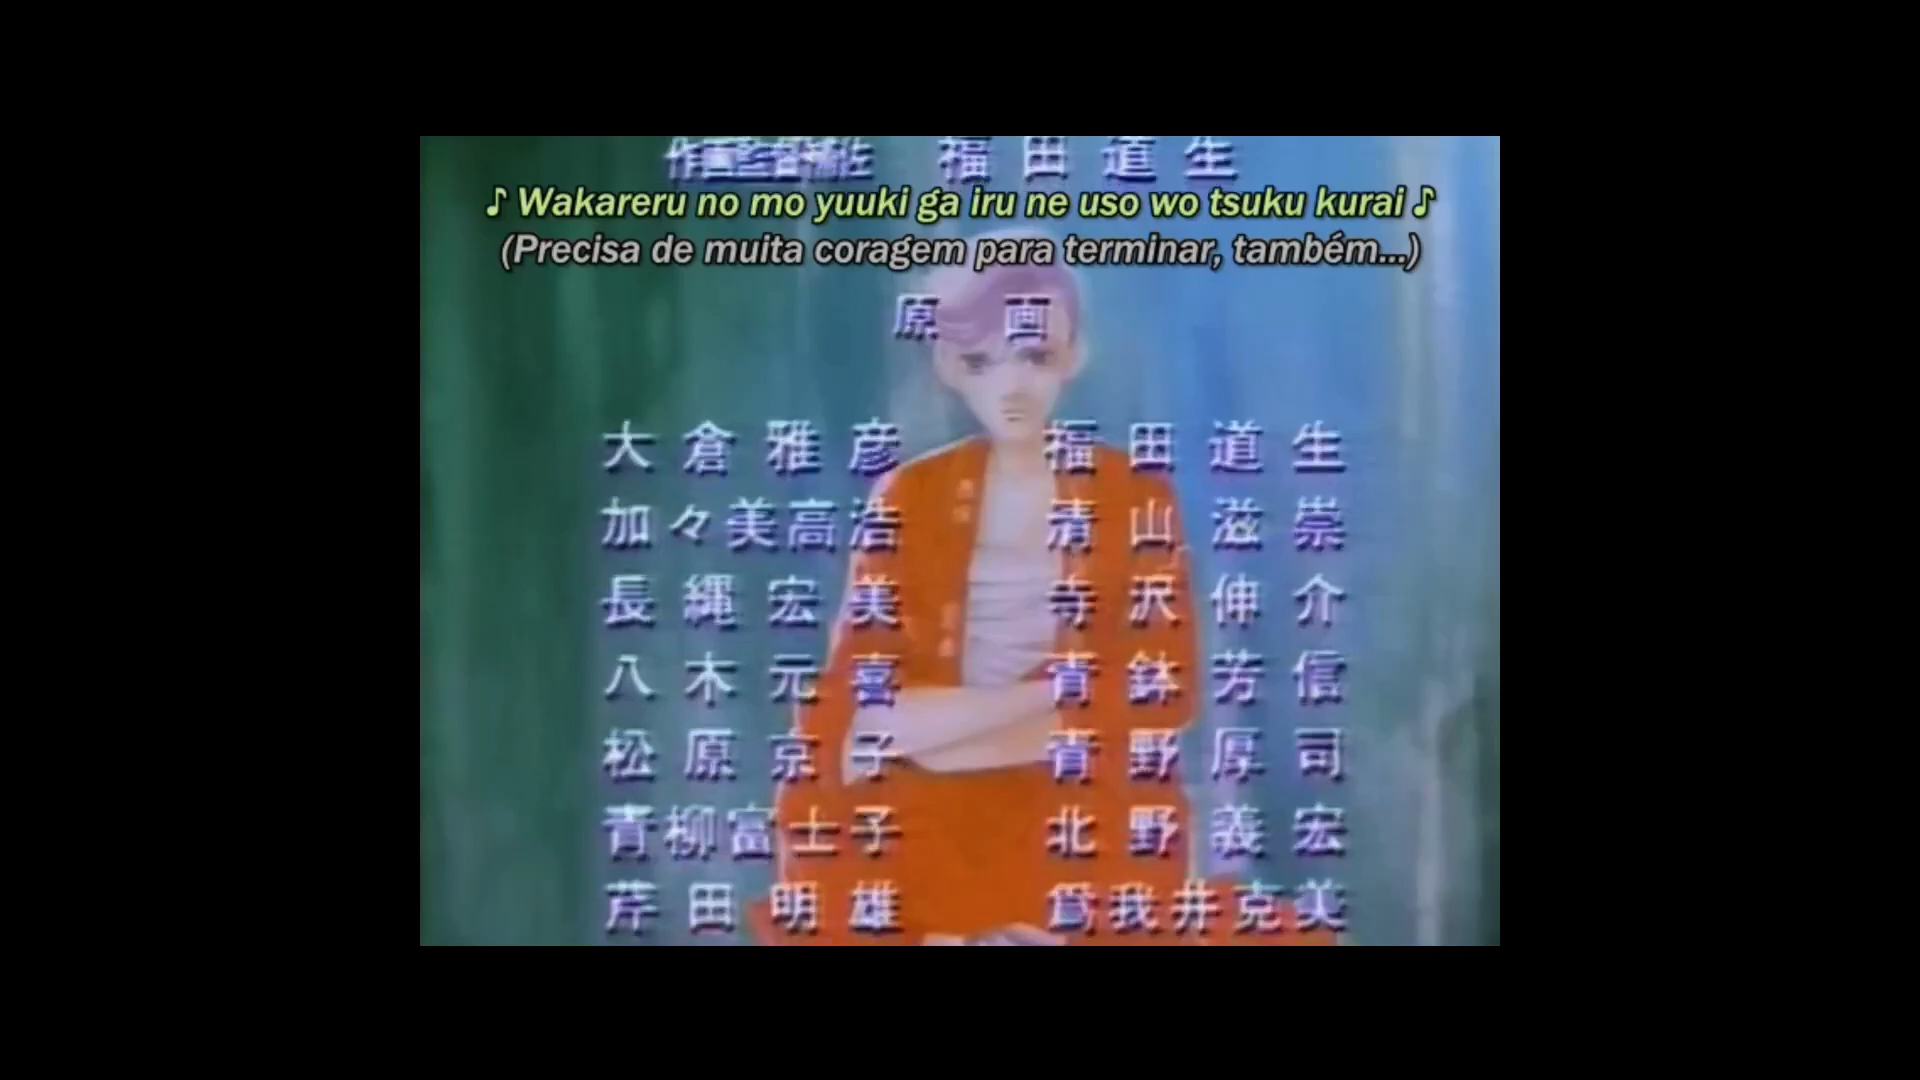 作画監督補佐 福田道生
♪ Wakareru no mo yuuki ga iru ne uso wo tsuku kurai ♪
(Precisa de muita coragem para terminar, também...)
原画
大倉雅彦 福田道生
加々美高浩 清山滋崇
長縄宏美 寺沢伸介
八木元喜 青鉢芳信
松原京子 青野厚司
青柳富士子 北野義宏
芹田明雄 爲我井克美